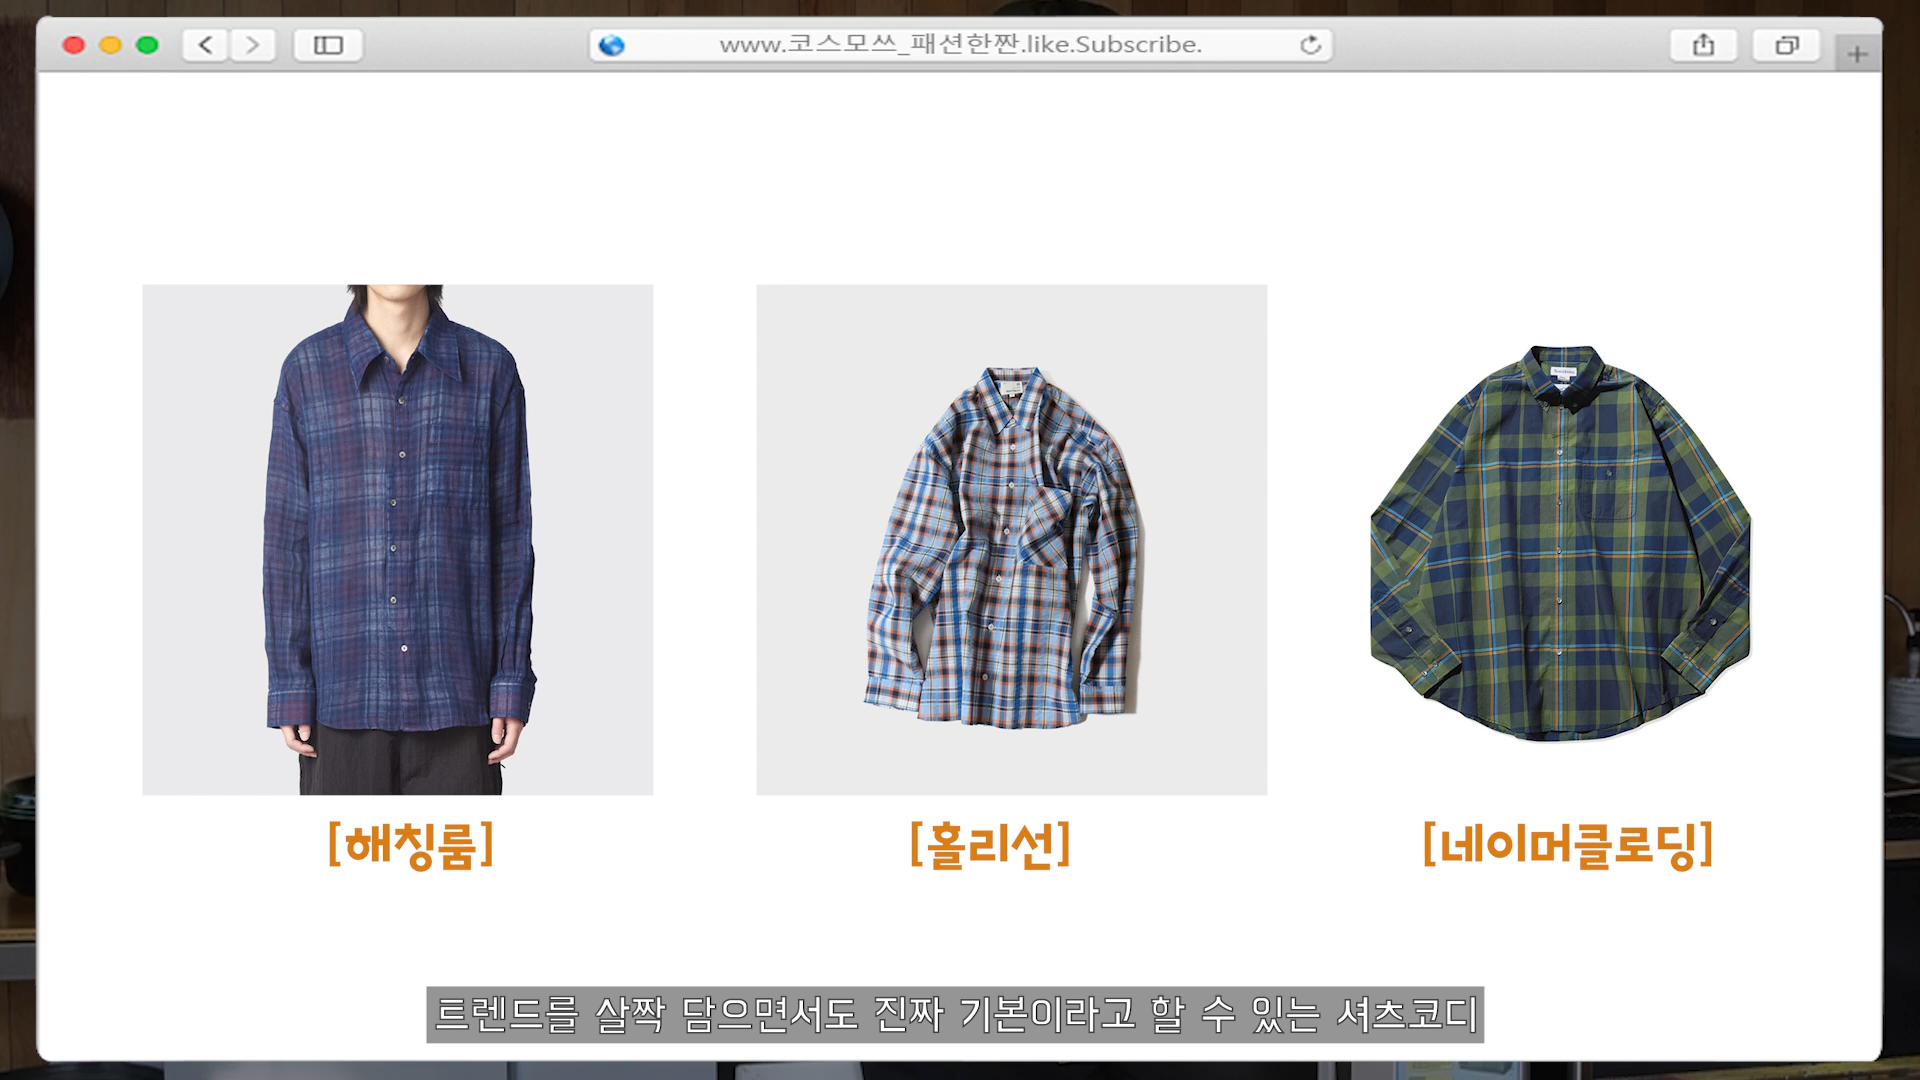 www.코스모쓰_패션한짠.like.Subscribe.
[해칭룸]
[홀리선]
[네이머클로딩]
트렌드를 살짝 담으면서도 진짜 기본이라고 할 수 있는 셔츠코디